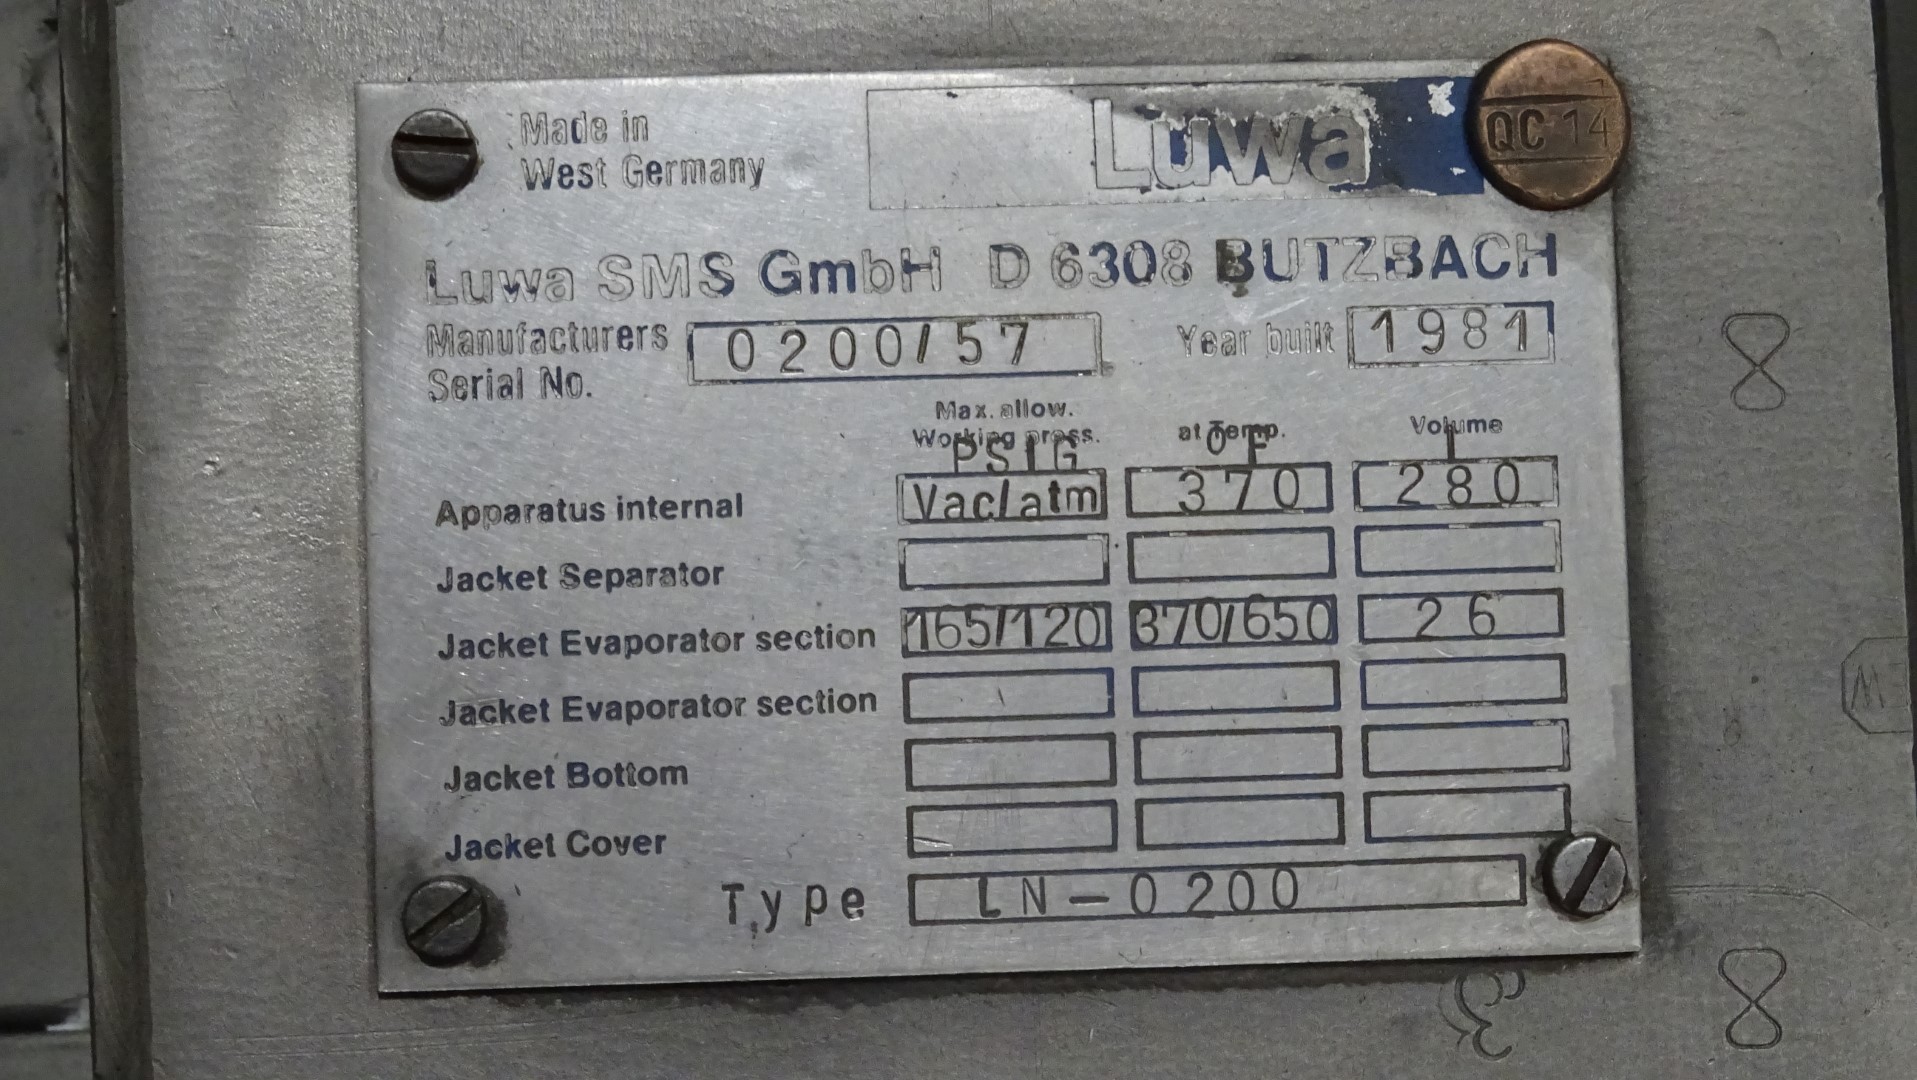 Made in
West Germany
Luwa
QC 14
Luwa SMS GmbH D 6308 BUTZBACH
Manufacturers
Serial No.
0200/57
Year built
1981
Max. allow.
Working press.
PSIG
at Temp.
°F
Volume
L
Apparatus internal Vac/atm 370 280
Jacket Separator
Jacket Evaporator section 165/120 370/650 26
Jacket Evaporator section
Jacket Bottom
Jacket Cover
Type LN-0200
8
8